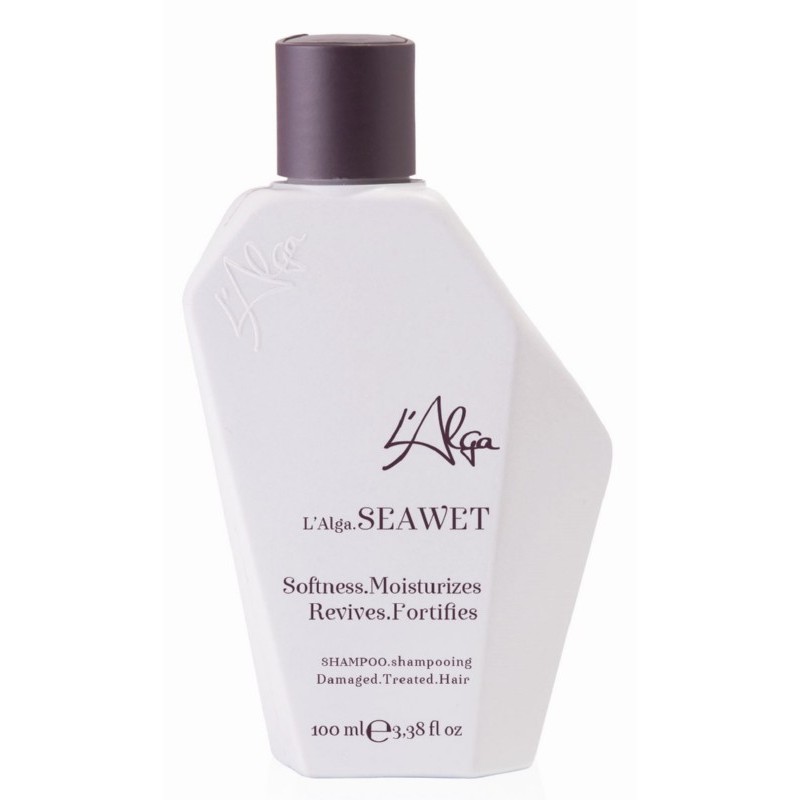 L'Alga
L'Alga
L'Alga.SEAWET
Softness.Moisturizes
Revives.Fortifies
SHAMPOO.shampooing
Damaged.Treated.Hair
100 ml e 3,38 fl oz